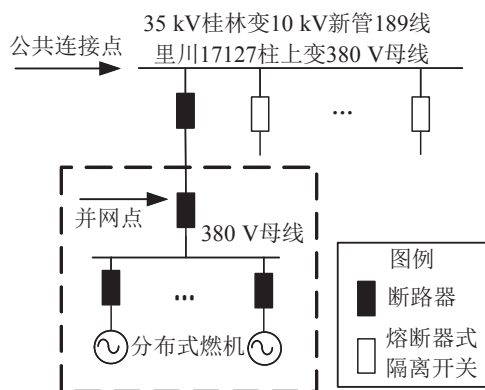 35 kV桂林变10 kV新管189线
里川17127柱上变380 V母线
公共连接点
...
并网点
380 V母线
...
分布式燃机
图例
断路器
熔断器式
隔离开关